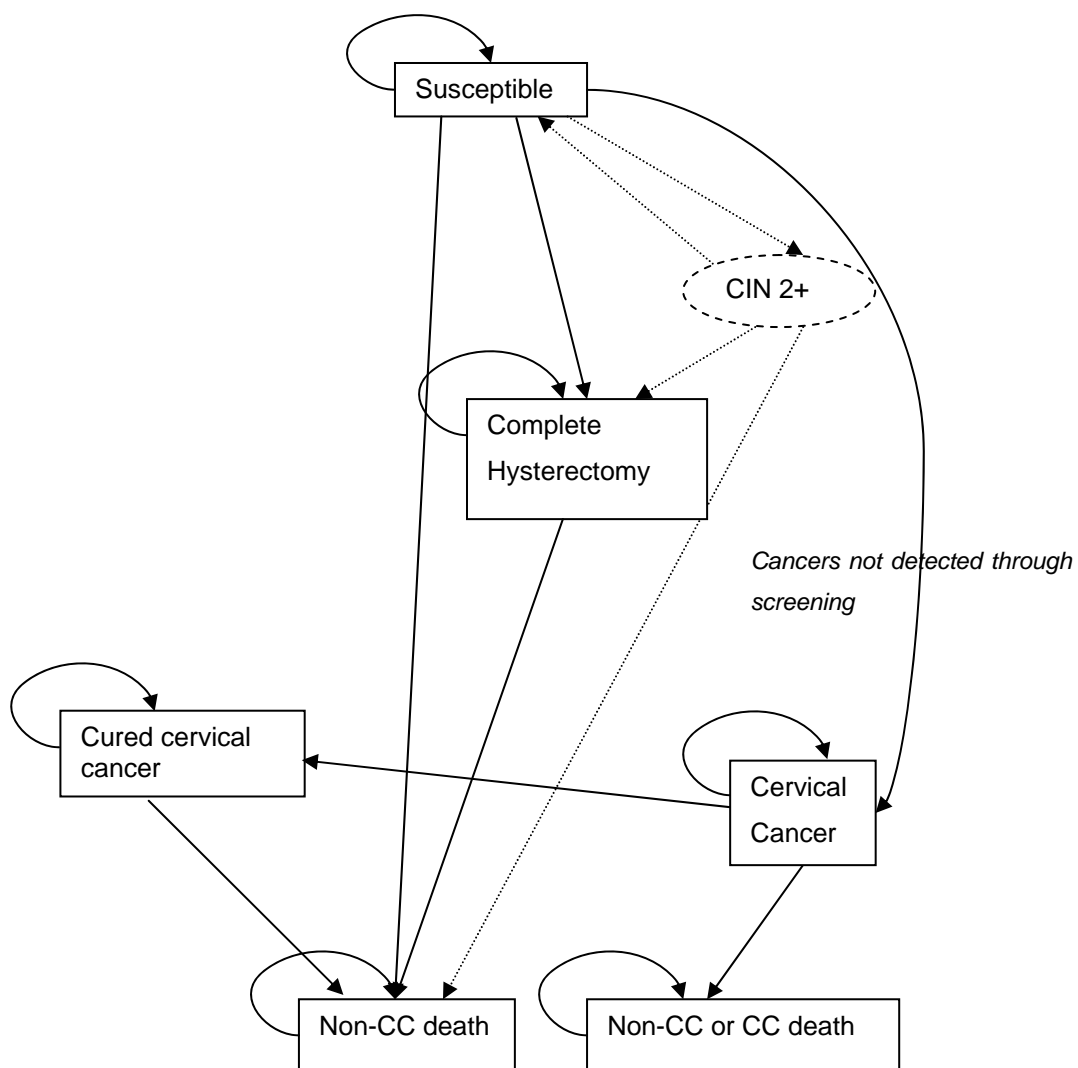 Susceptible
CIN 2+
Complete
Hysterectomy
Cancers not detected through
screening
Cured cervical
cancer
Cervical
Cancer
Non-CC death
Non-CC or CC death